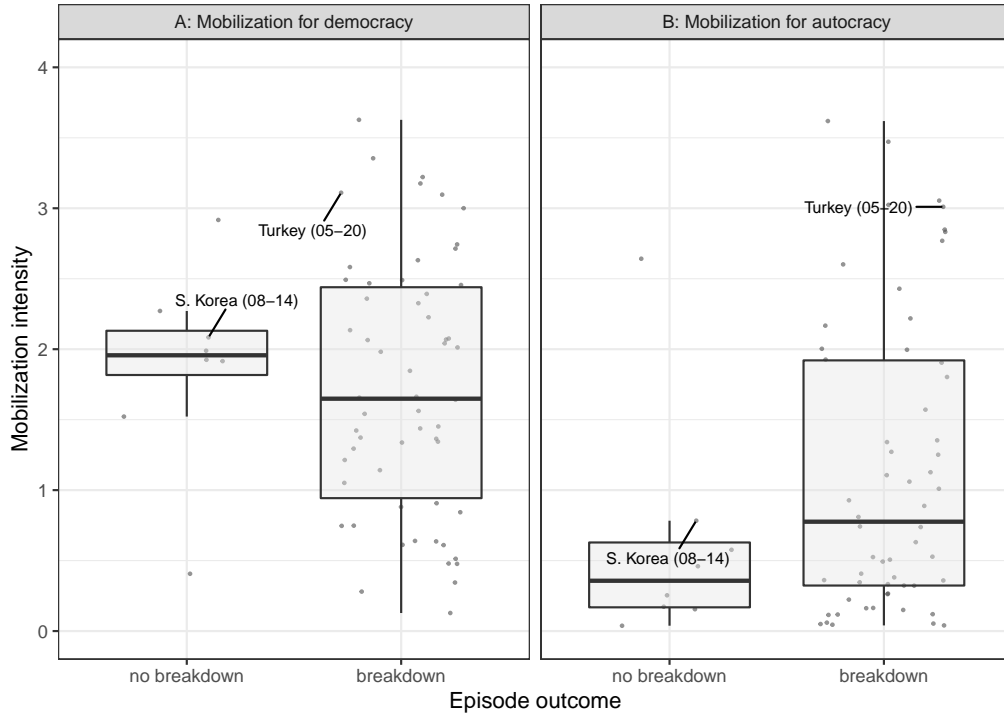 A: Mobilization for democracy
B: Mobilization for autocracy
Mobilization intensity
4
3
2
1
0
Turkey (05−20)
S. Korea (08−14)
Turkey (05−20)
S. Korea (08−14)
no breakdown
breakdown
no breakdown
breakdown
Episode outcome